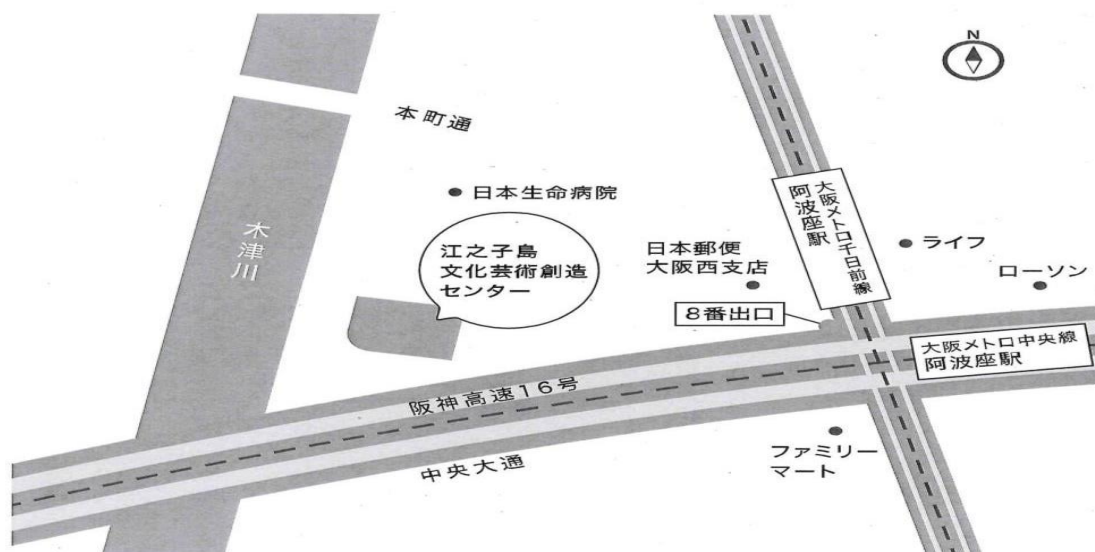 N
本町通
日本生命病院
木津川
江之子島
文化芸術創造
センター
日本郵便
大阪西支店
大阪メトロ千日前線
阿波座駅
ライフ
ローソン
8番出口
大阪メトロ中央線
阿波座駅
阪神高速16号
中央大通
ファミリー
マート